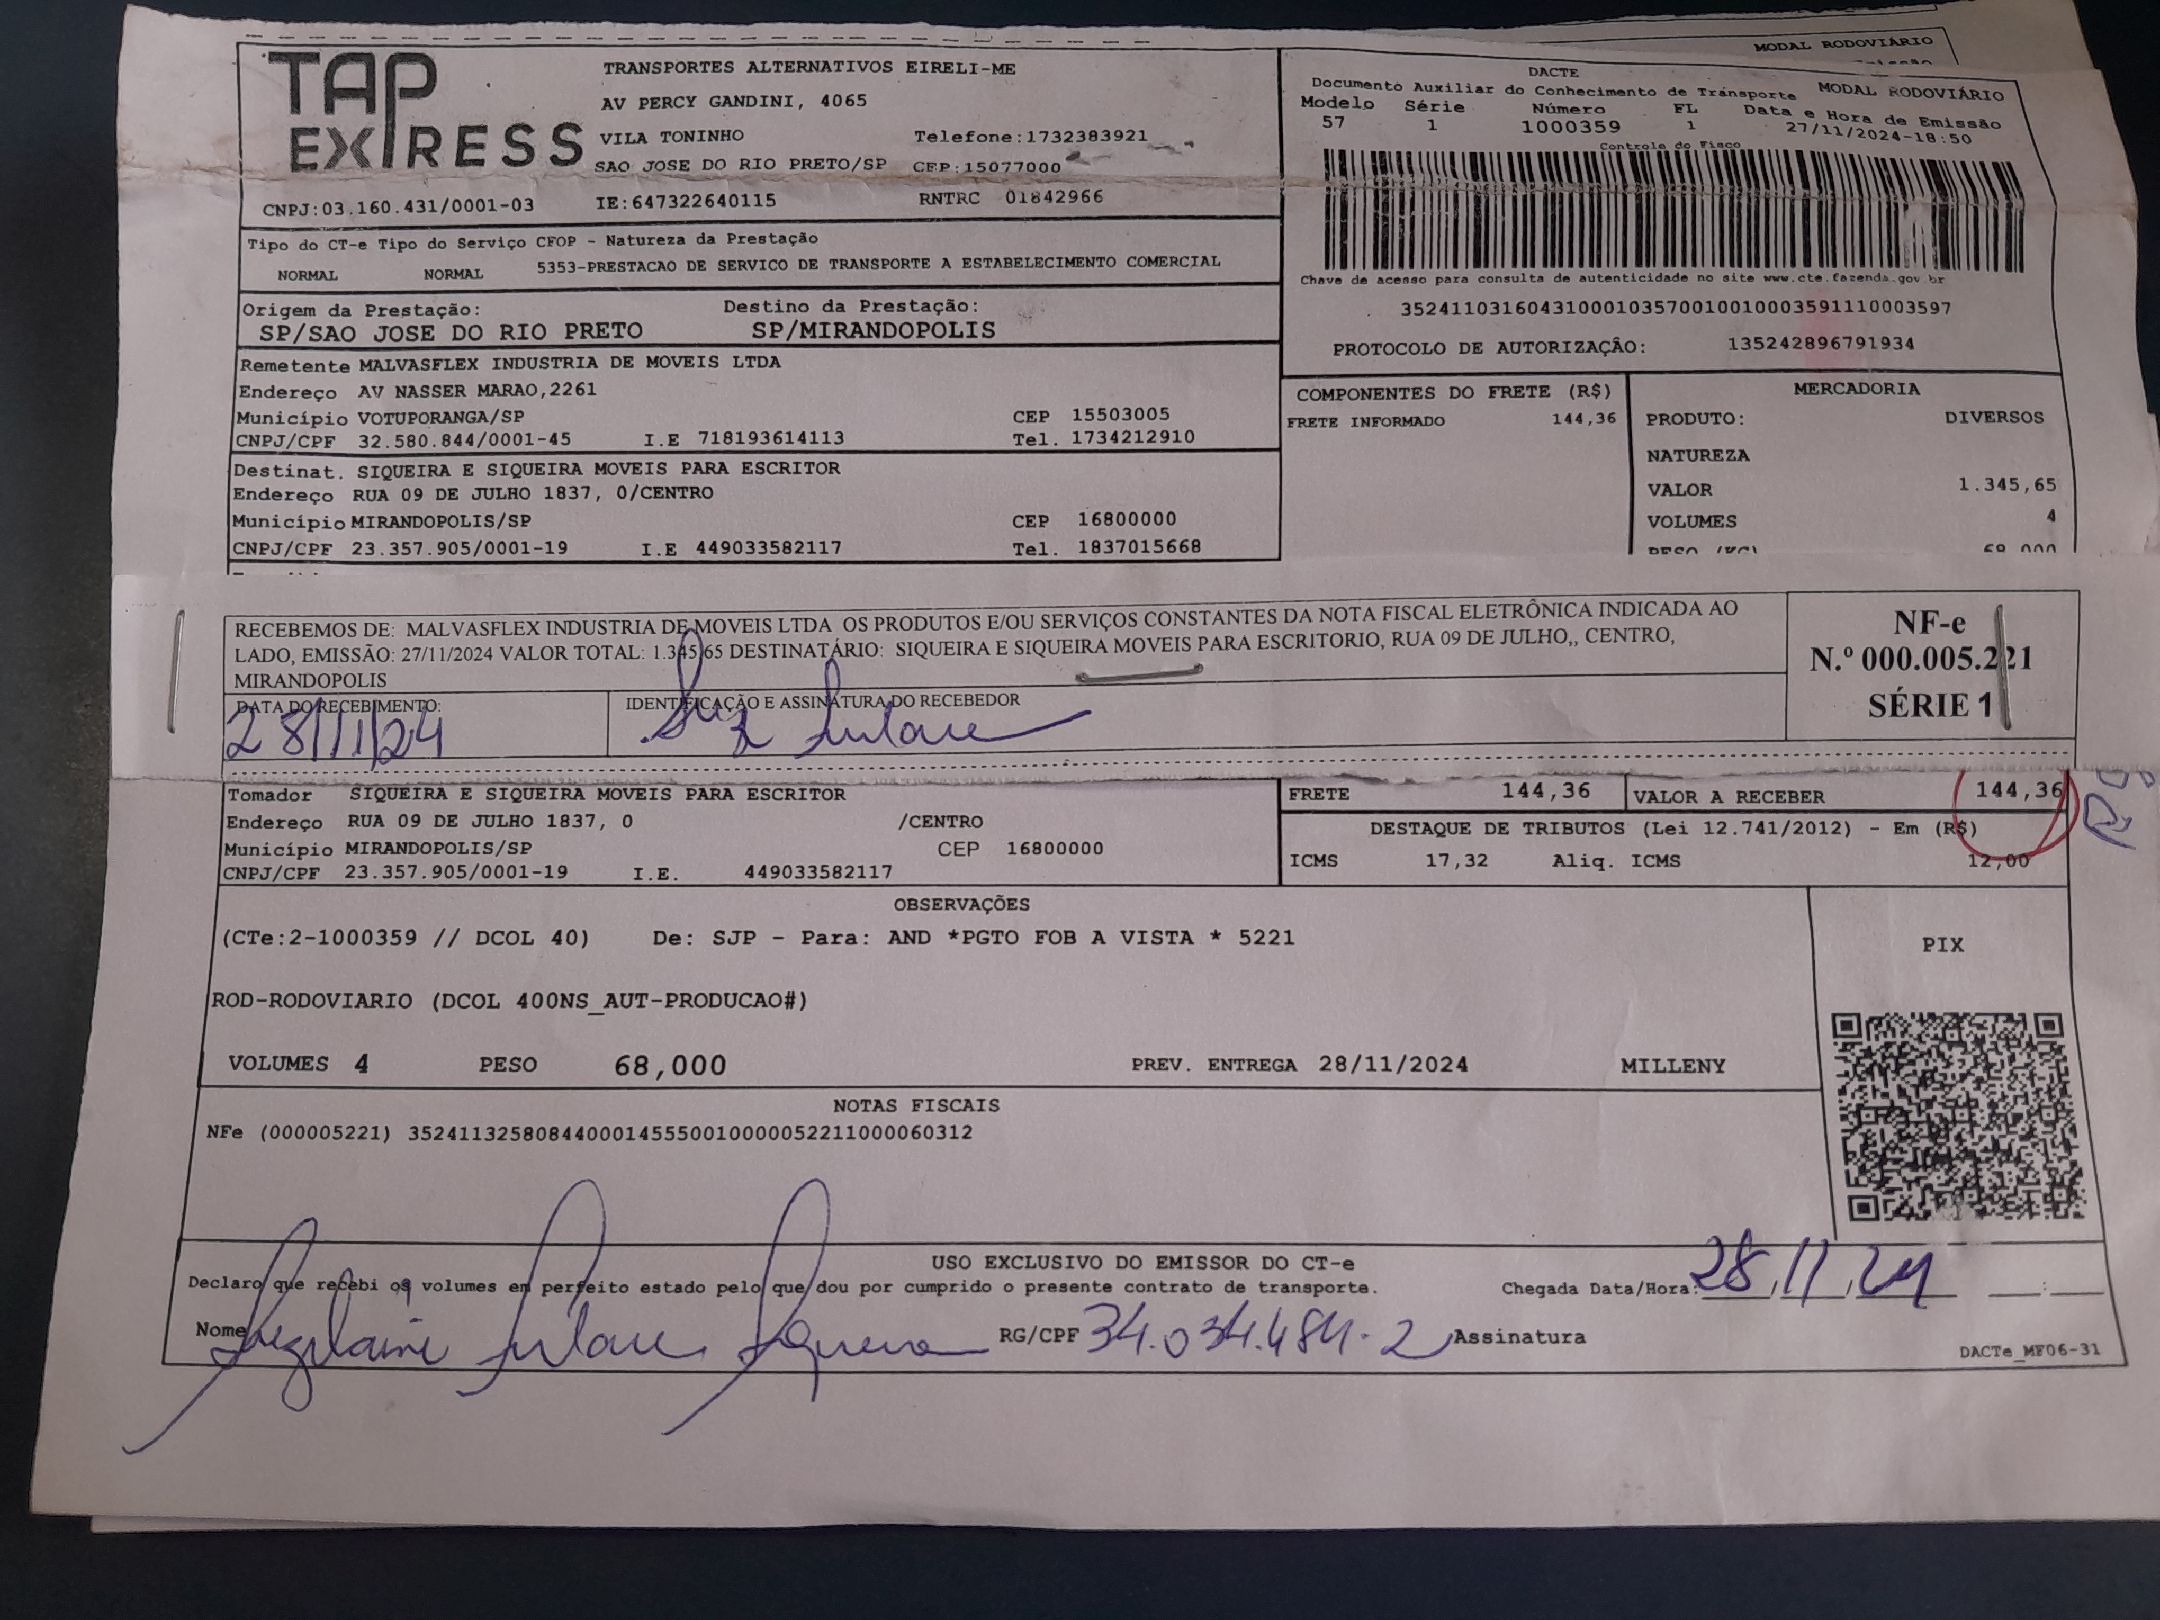 MODAL RODOVIÁRIO
TAP EXPRESS
TRANSPORTES ALTERNATIVOS EIRELI-ME
AV PERCY GANDINI, 4065
VILA TONINHO Telefone:1732383921
SAO JOSE DO RIO PRETO/SP CEP:15077000
CNPJ:03.160.431/0001-03 IE:647322640115 RNTRC 01842966
DACTE
Documento Auxiliar do Conhecimento de Transporte MODAL RODOVIÁRIO
Modelo Série Número FL Data e Hora de Emissão
57 1 1000359 1 27/11/2024-18:50
Controle do Fisco
Chave de acesso para consulta de autenticidade no site www.cte.fazenda.gov.br
35241103160431000103570010010003591110003597
PROTOCOLO DE AUTORIZAÇÃO: 135242896791934
Tipo do CT-e Tipo do Serviço CFOP - Natureza da Prestação
NORMAL NORMAL 5353-PRESTACAO DE SERVICO DE TRANSPORTE A ESTABELECIMENTO COMERCIAL
Origem da Prestação: Destino da Prestação:
SP/SAO JOSE DO RIO PRETO SP/MIRANDOPOLIS
Remetente MALVASFLEX INDUSTRIA DE MOVEIS LTDA
Endereço AV NASSER MARAO,2261
Município VOTUPORANGA/SP CEP 15503005
CNPJ/CPF 32.580.844/0001-45 I.E 718193614113 Tel. 1734212910
Destinat. SIQUEIRA E SIQUEIRA MOVEIS PARA ESCRITOR
Endereço RUA 09 DE JULHO 1837, 0/CENTRO
Município MIRANDOPOLIS/SP CEP 16800000
CNPJ/CPF 23.357.905/0001-19 I.E 449033582117 Tel. 1837015668
COMPONENTES DO FRETE (R$)
FRETE INFORMADO 144,36
MERCADORIA
PRODUTO: DIVERSOS
NATUREZA
VALOR 1.345,65
VOLUMES 4
PESO (KG) 68,000
RECEBEMOS DE: MALVASFLEX INDUSTRIA DE MOVEIS LTDA OS PRODUTOS E/OU SERVIÇOS CONSTANTES DA NOTA FISCAL ELETRÔNICA INDICADA AO
LADO, EMISSÃO: 27/11/2024 VALOR TOTAL: 1.345,65 DESTINATÁRIO: SIQUEIRA E SIQUEIRA MOVEIS PARA ESCRITORIO, RUA 09 DE JULHO,, CENTRO,
MIRANDOPOLIS
NF-e
N.º 000.005.221
SÉRIE 1
DATA DO RECEBIMENTO: IDENTIFICAÇÃO E ASSINATURA DO RECEBEDOR
28/11/24
Tomador SIQUEIRA E SIQUEIRA MOVEIS PARA ESCRITOR
Endereço RUA 09 DE JULHO 1837, 0 /CENTRO
Município MIRANDOPOLIS/SP CEP 16800000
CNPJ/CPF 23.357.905/0001-19 I.E. 449033582117
FRETE 144,36 VALOR A RECEBER 144,36
DESTAQUE DE TRIBUTOS (Lei 12.741/2012) - Em (R$)
ICMS 17,32 Aliq. ICMS 12,00
OBSERVAÇÕES
(CTe:2-1000359 // DCOL 40) De: SJP - Para: AND *PGTO FOB A VISTA * 5221
PIX
ROD-RODOVIARIO (DCOL 400NS_AUT-PRODUCAO#)
VOLUMES 4 PESO 68,000 PREV. ENTREGA 28/11/2024 MILLENY
NOTAS FISCAIS
NFe (000005221) 35241132580844000145550010000052211000060312
USO EXCLUSIVO DO EMISSOR DO CT-e
Declaro que recebi os volumes em perfeito estado pelo que dou por cumprido o presente contrato de transporte. Chegada Data/Hora: 28/11/24
Nome RG/CPF 34.034.484-2 Assinatura
DACTe_MF06-31